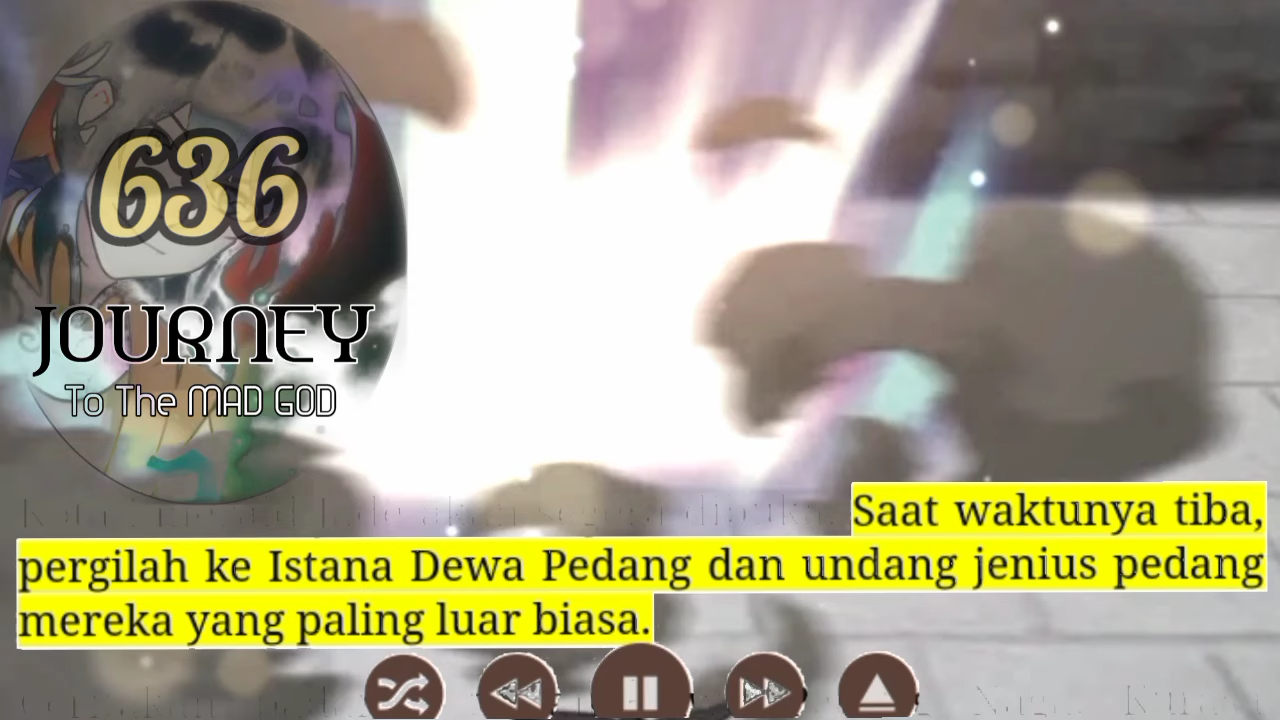 636
JOURNEY
To The MAD GOD
Saat waktunya tiba,
pergilah ke Istana Dewa Pedang dan undang jenius pedang
mereka yang paling luar biasa.